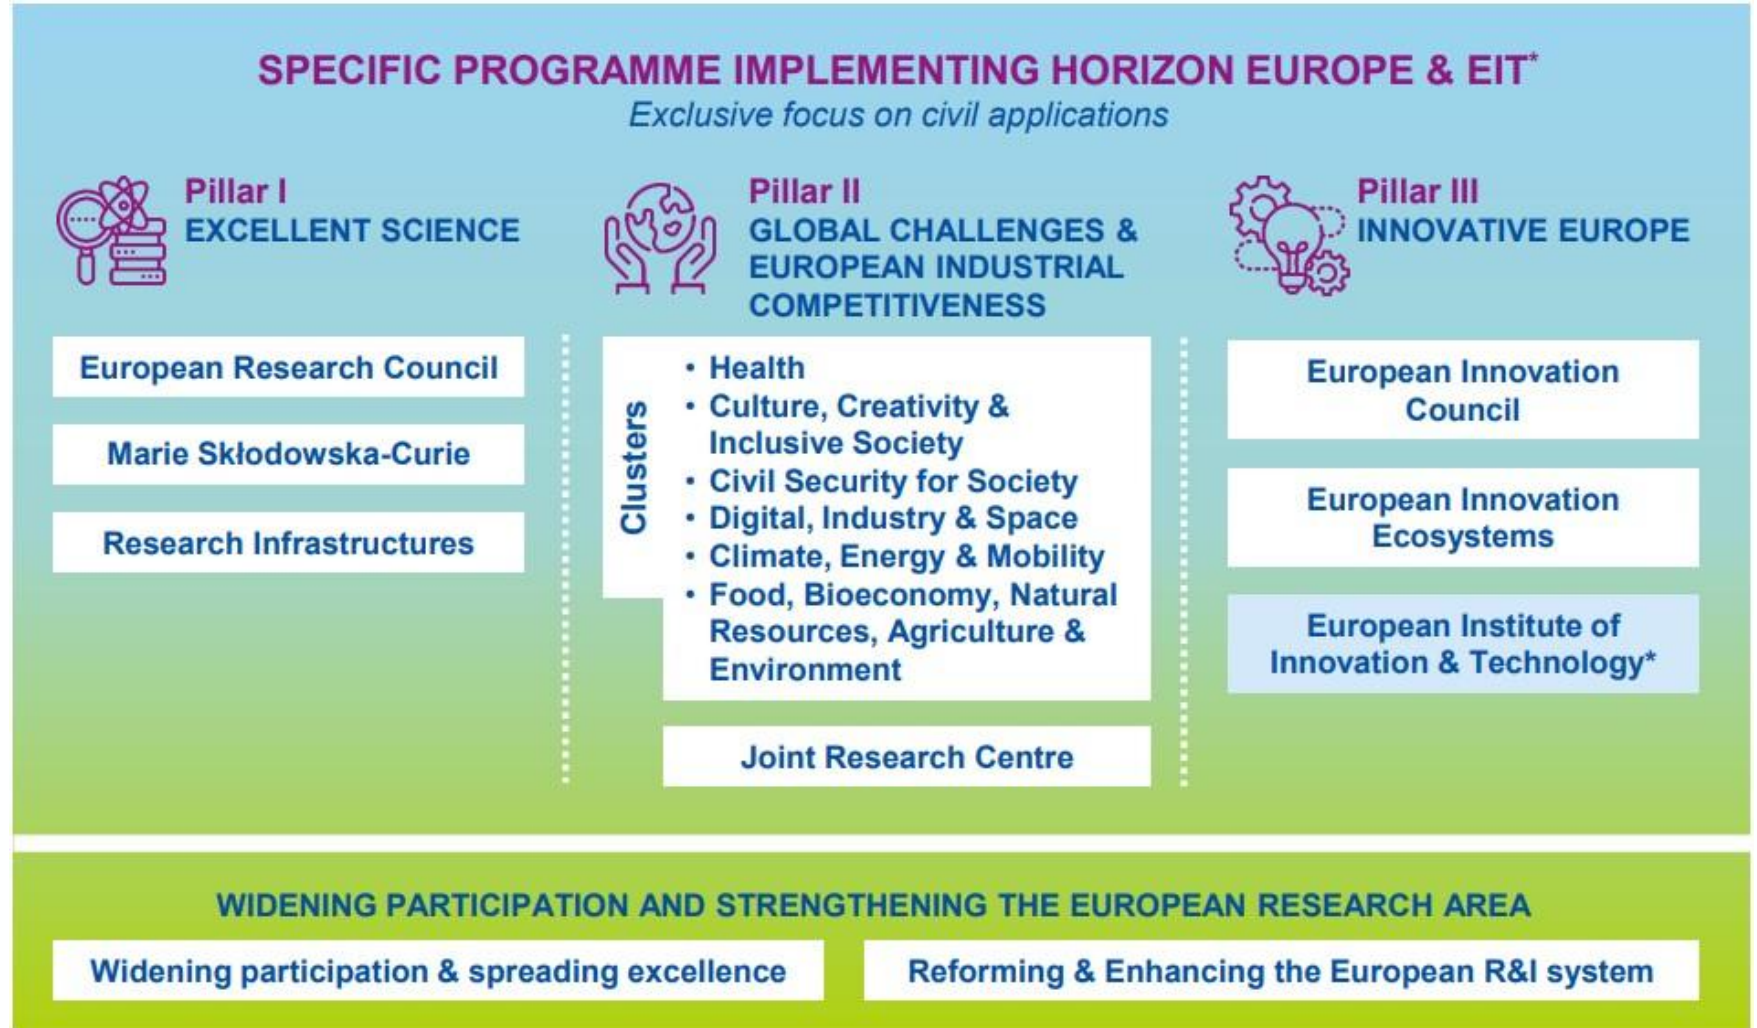 SPECIFIC PROGRAMME IMPLEMENTING HORIZON EUROPE & EIT*
Exclusive focus on civil applications
Pillar I
EXCELLENT SCIENCE
European Research Council
Marie Skłodowska-Curie
Research Infrastructures
Pillar II
GLOBAL CHALLENGES &
EUROPEAN INDUSTRIAL
COMPETITIVENESS
Clusters
• Health
• Culture, Creativity &
Inclusive Society
• Civil Security for Society
• Digital, Industry & Space
• Climate, Energy & Mobility
• Food, Bioeconomy, Natural
Resources, Agriculture &
Environment
Joint Research Centre
Pillar III
INNOVATIVE EUROPE
European Innovation
Council
European Innovation
Ecosystems
European Institute of
Innovation & Technology*
WIDENING PARTICIPATION AND STRENGTHENING THE EUROPEAN RESEARCH AREA
Widening participation & spreading excellence
Reforming & Enhancing the European R&I system